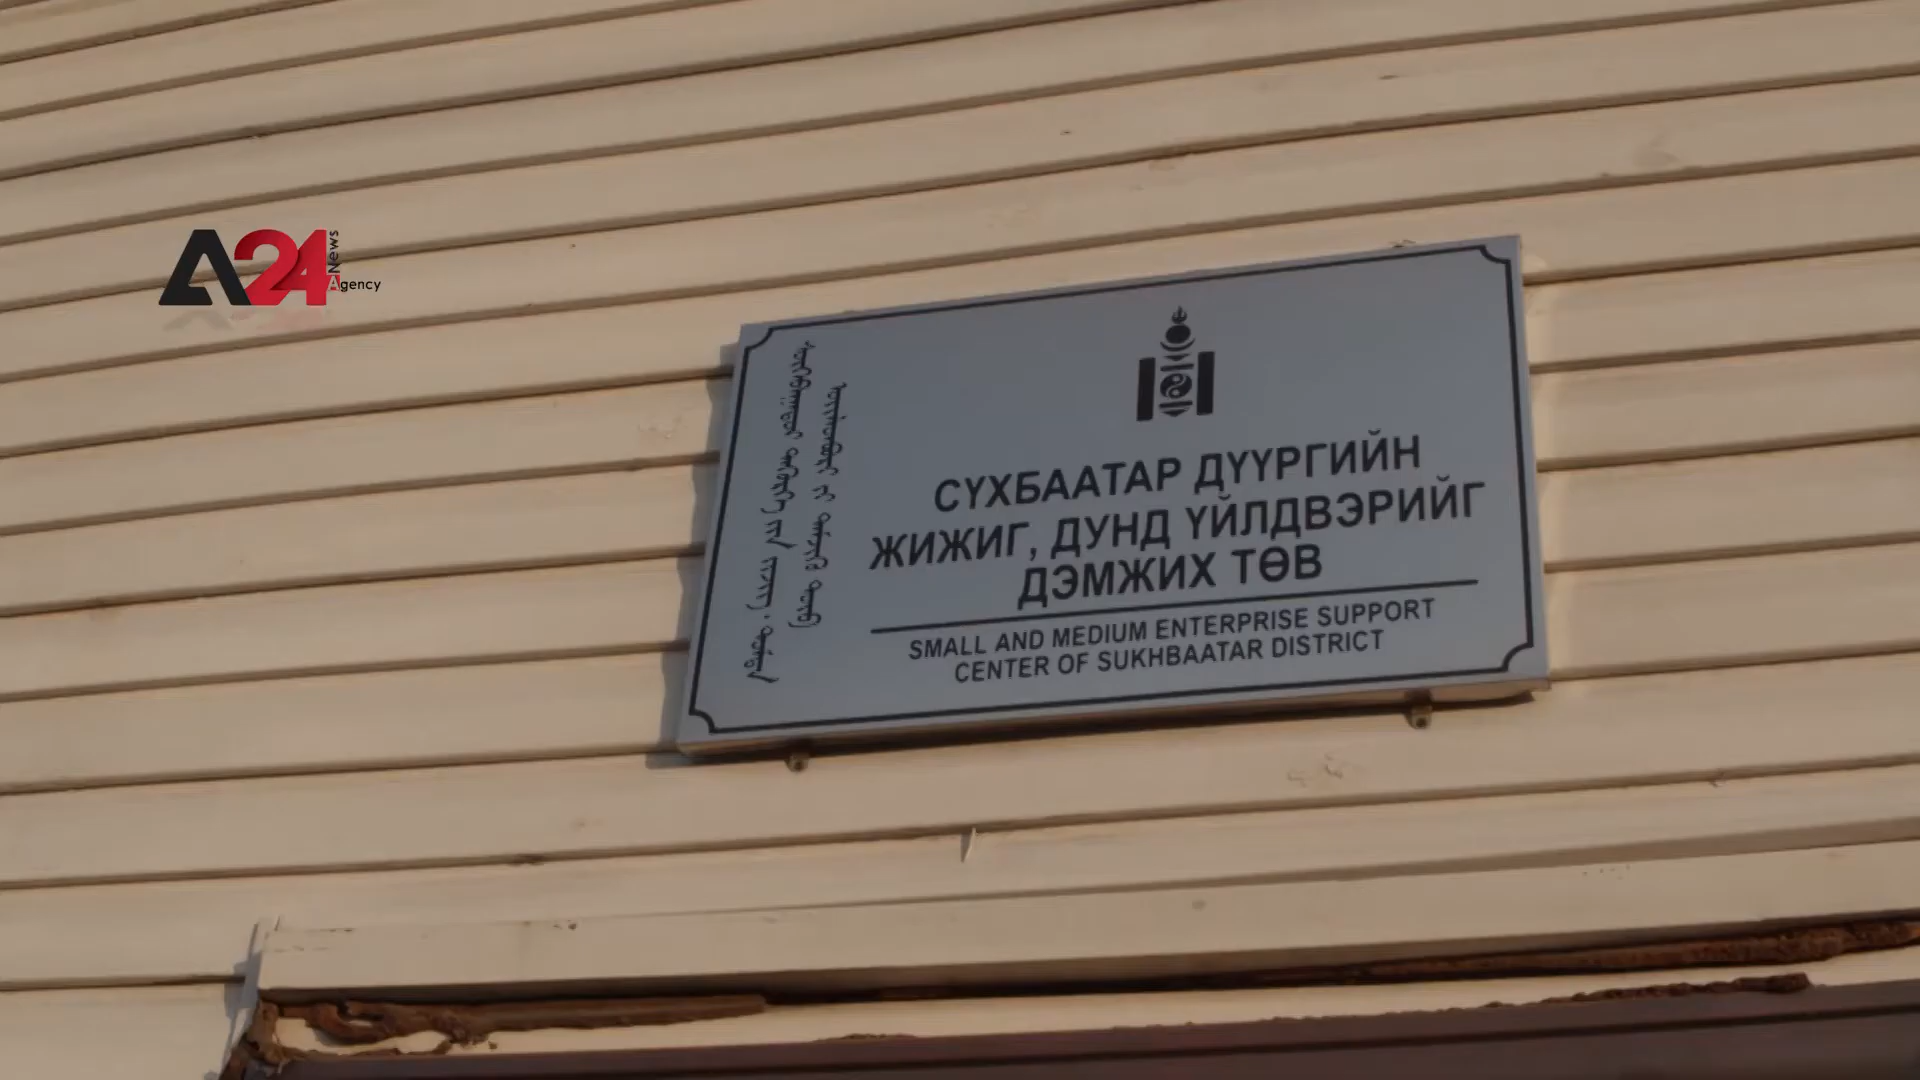 A24 News Agency
СҮХБААТАР ДҮҮРГИЙН
ЖИЖИГ, ДУНД ҮЙЛДВЭРИЙГ
ДЭМЖИХ ТӨВ
SMALL AND MEDIUM ENTERPRISE SUPPORT
CENTER OF SUKHBAATAR DISTRICT